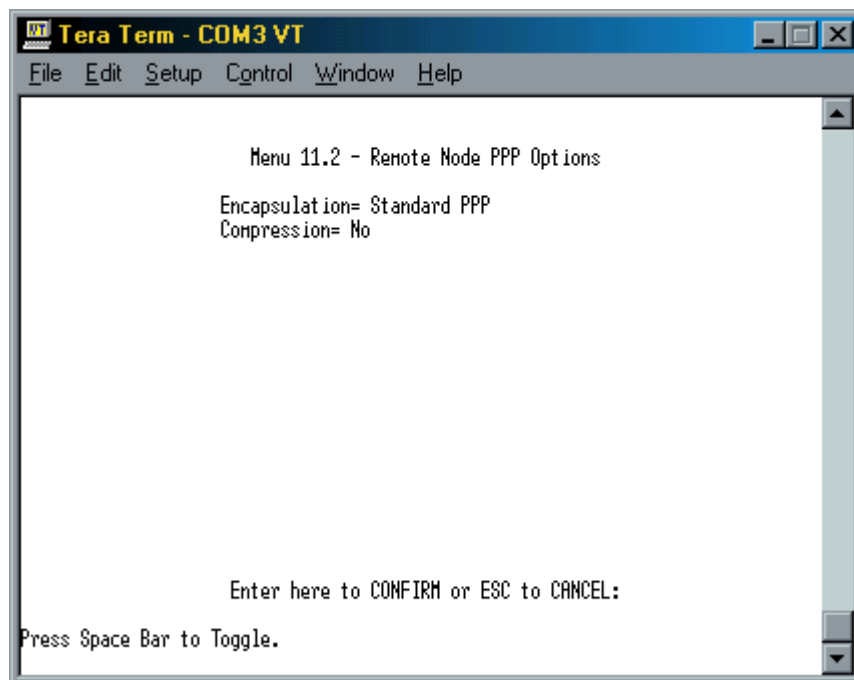 Tera Term - COM3 VT
File Edit Setup Control Window Help
Menu 11.2 - Remote Node PPP Options
Encapsulation= Standard PPP
Compression= No
Enter here to CONFIRM or ESC to CANCEL:
Press Space Bar to Toggle.